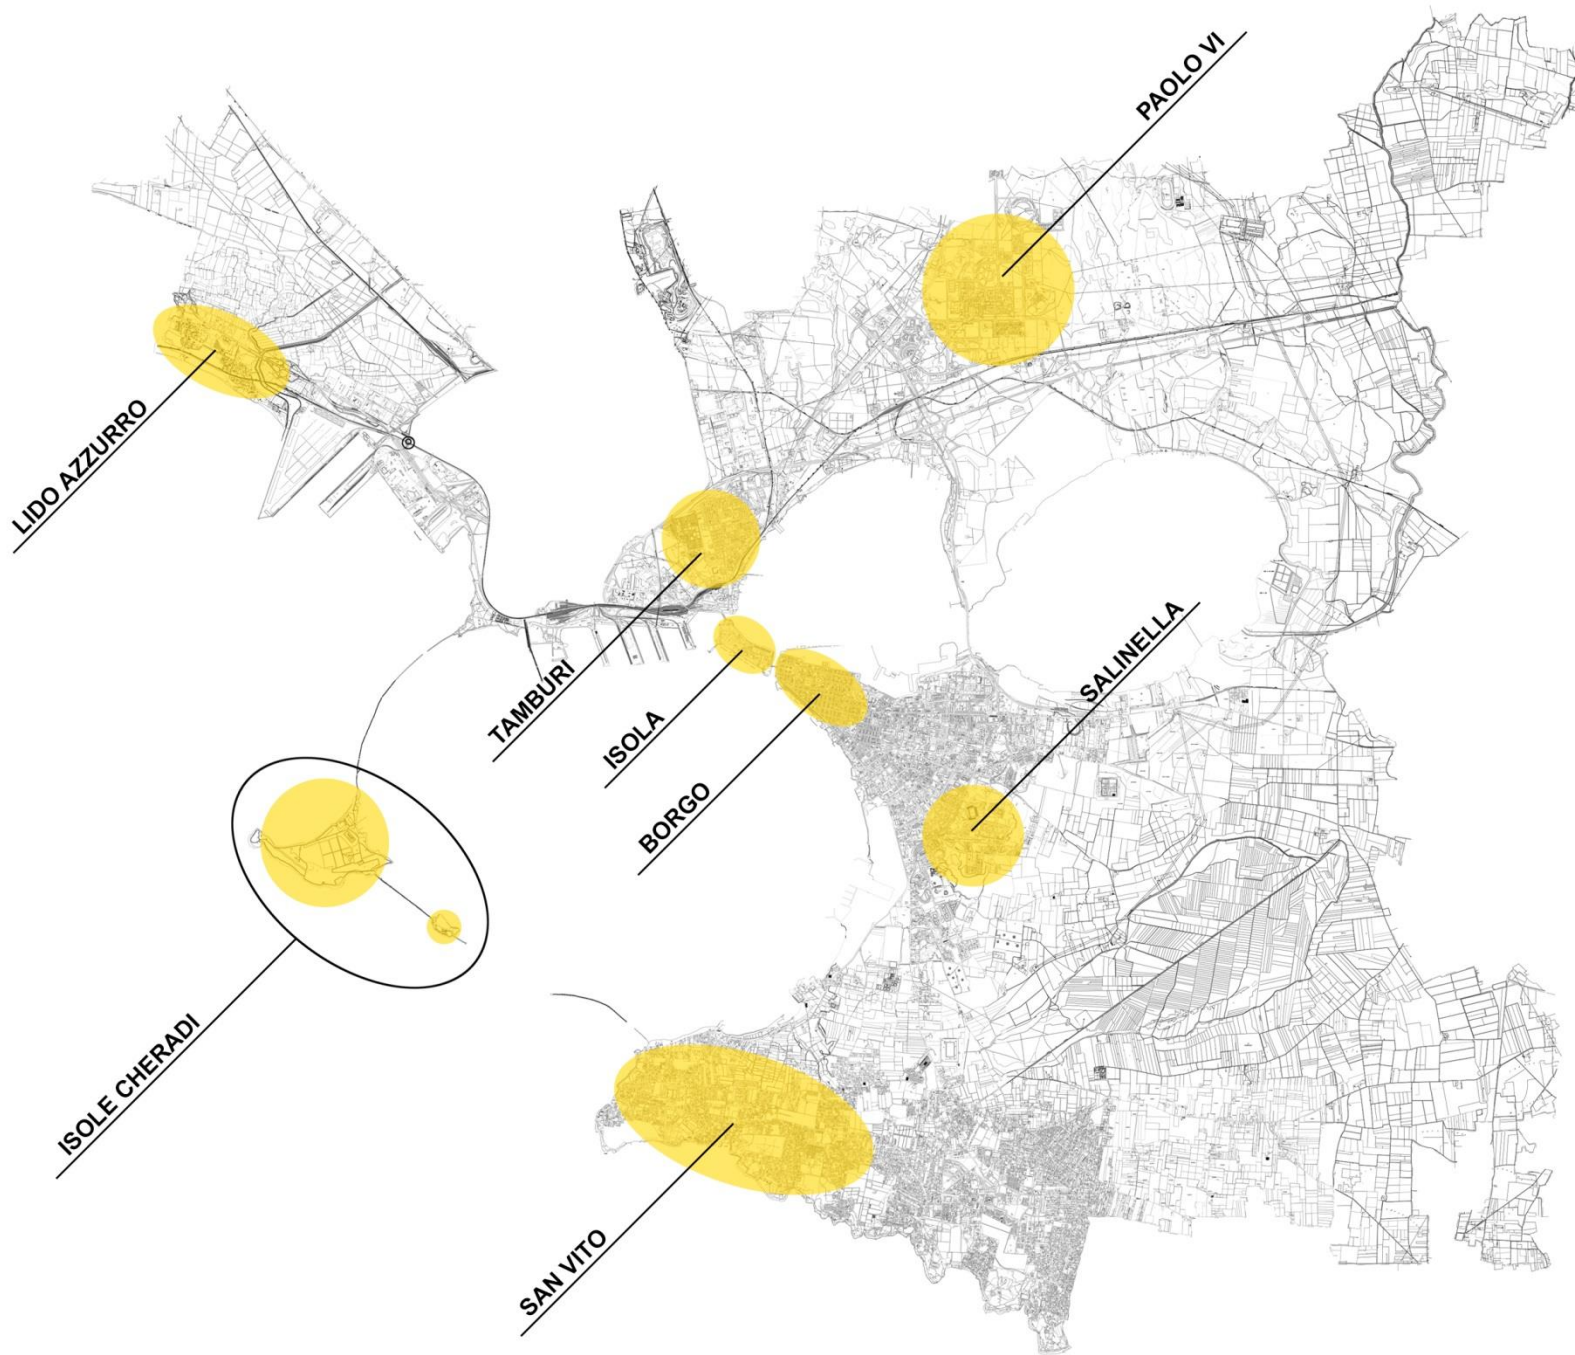 PAOLO VI
LIDO AZZURRO
TAMBURI
ISOLA
BORGO
SALINELLA
ISOLE CHERADI
SAN VITO